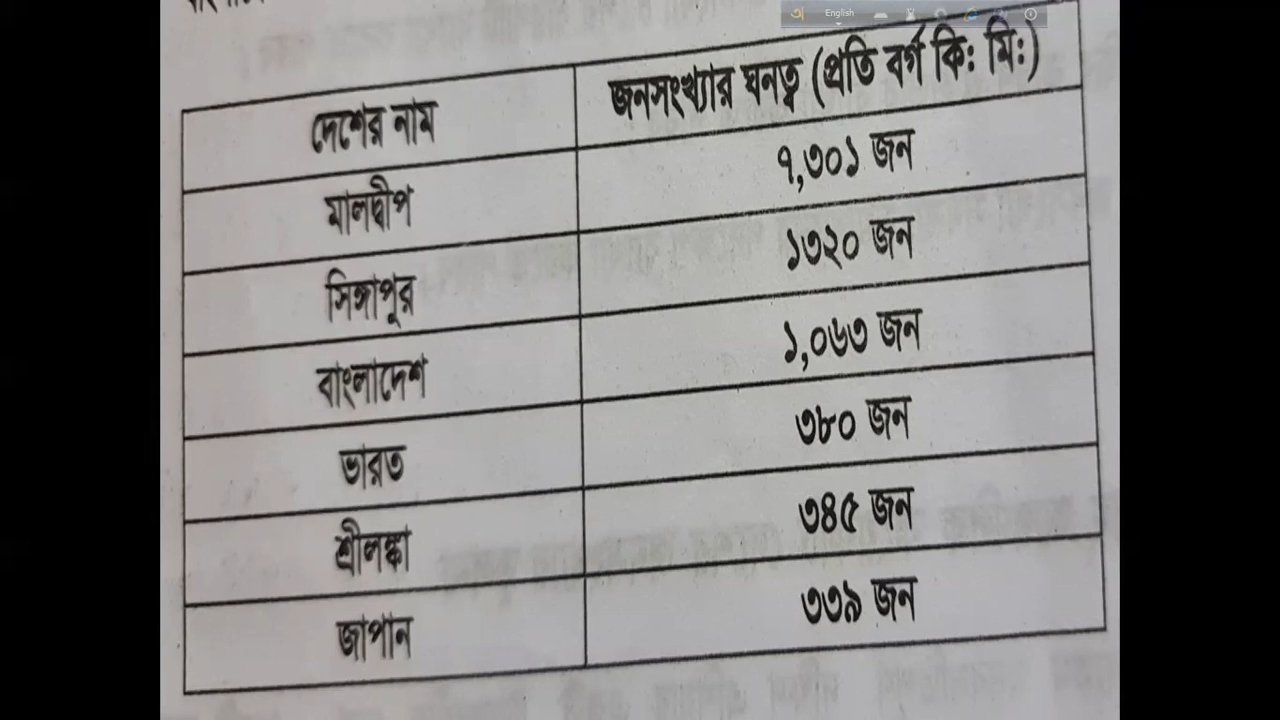 English
দেশের নাম জনসংখ্যার ঘনত্ব (প্রতি বর্গ কি: মি:)
মালদ্বীপ ৭,৩০১ জন
সিঙ্গাপুর ১৩২০ জন
বাংলাদেশ ১,০৬৩ জন
ভারত ৩৮০ জন
শ্রীলঙ্কা ৩৪৫ জন
জাপান ৩৩৯ জন